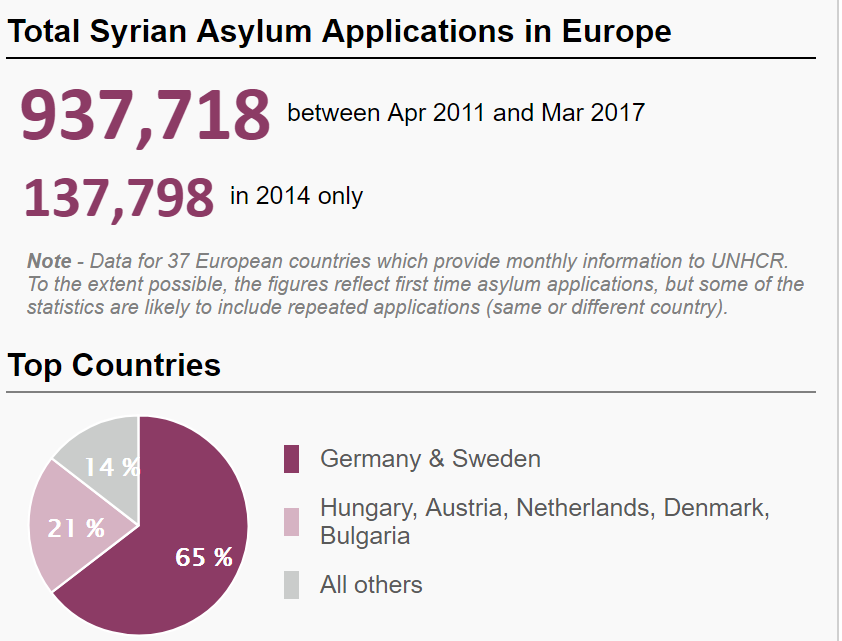 Total Syrian Asylum Applications in Europe
937,718 between Apr 2011 and Mar 2017
137,798 in 2014 only
Note - Data for 37 European countries which provide monthly information to UNHCR.
To the extent possible, the figures reflect first time asylum applications, but some of the
statistics are likely to include repeated applications (same or different country).
Top Countries
14 %
21 %
65 %
Germany & Sweden
Hungary, Austria, Netherlands, Denmark,
Bulgaria
All others